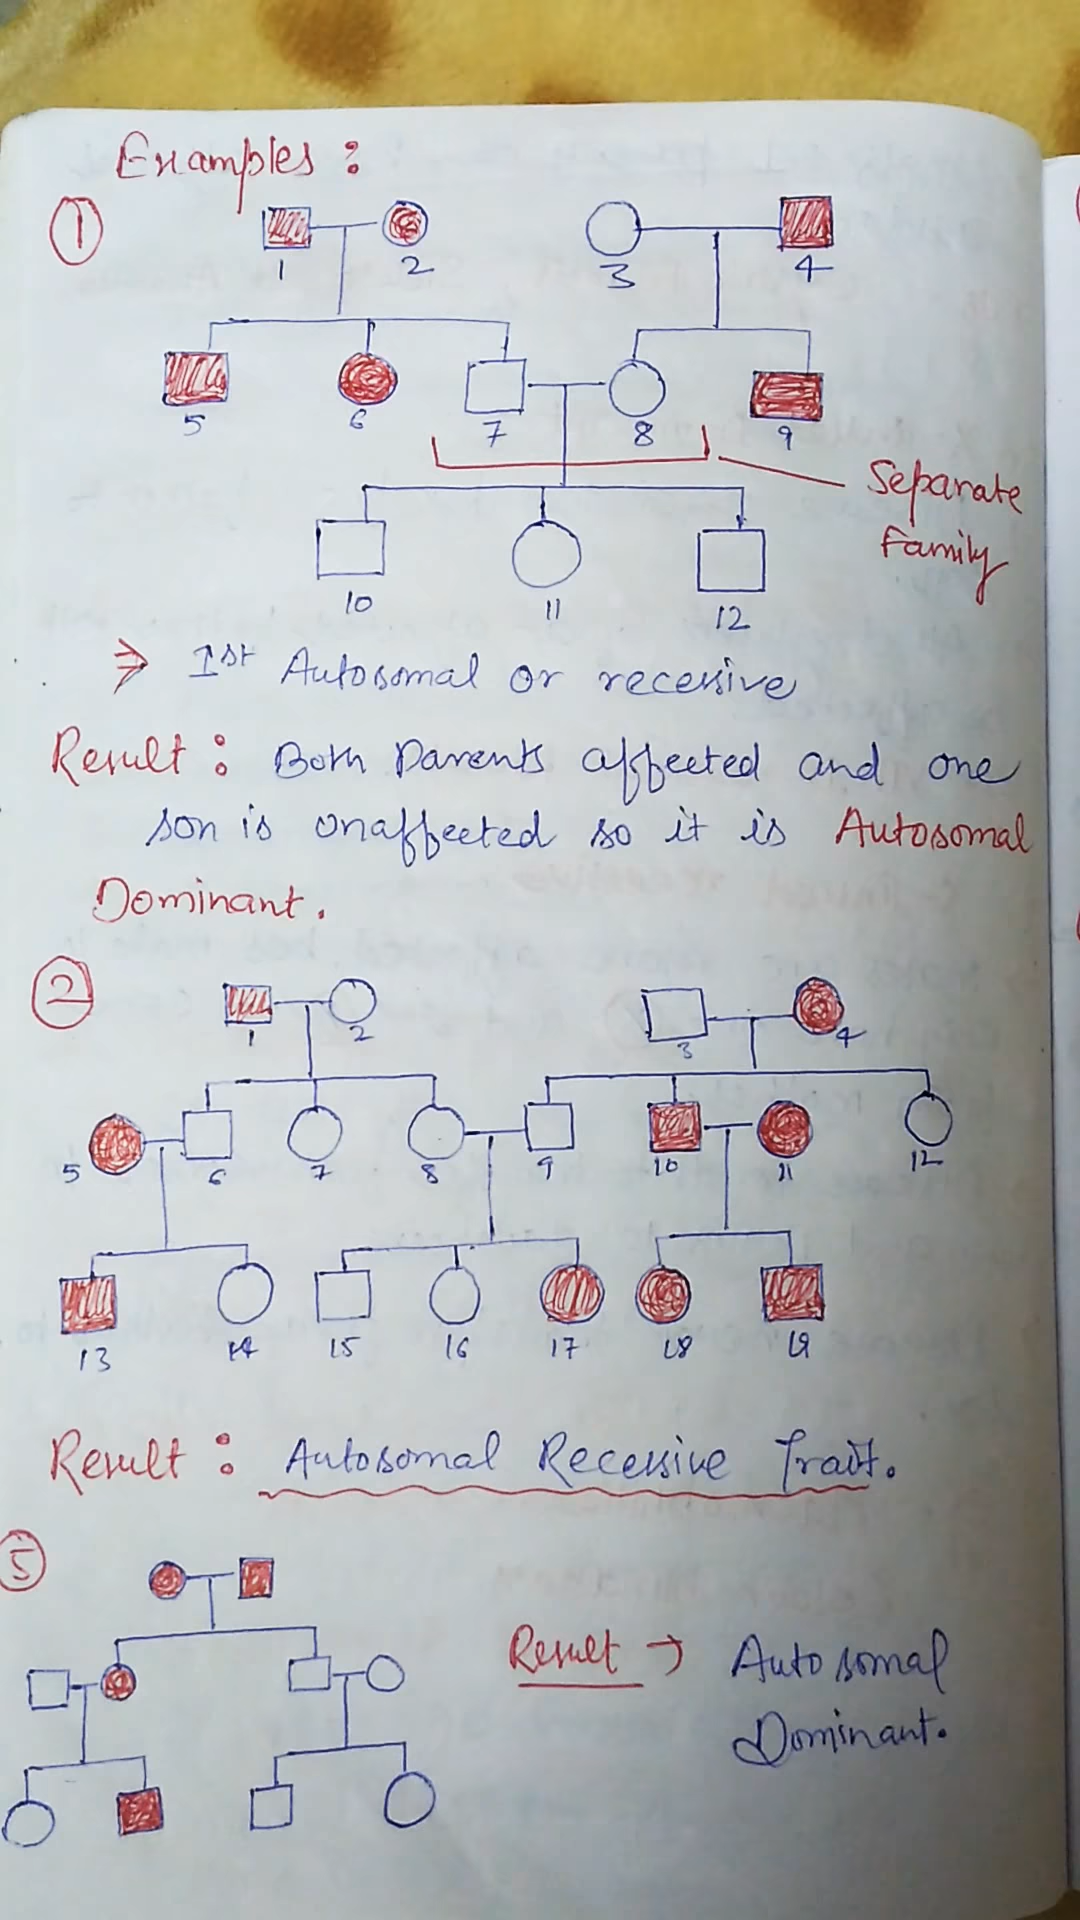 Examples :
①
1 2 3 4
5 6 7 8 9
Separate
family
10 11 12
⇒ 1st Autosomal or recessive
Result : Both Parents affected and one
son is unaffected so it is Autosomal
Dominant.
②
1 2 3 4
5 6 7 8 9 10 11 12
13 14 15 16 17 18 19
Result : Autosomal Recessive Trait.
Result → Autosomal
Dominant.